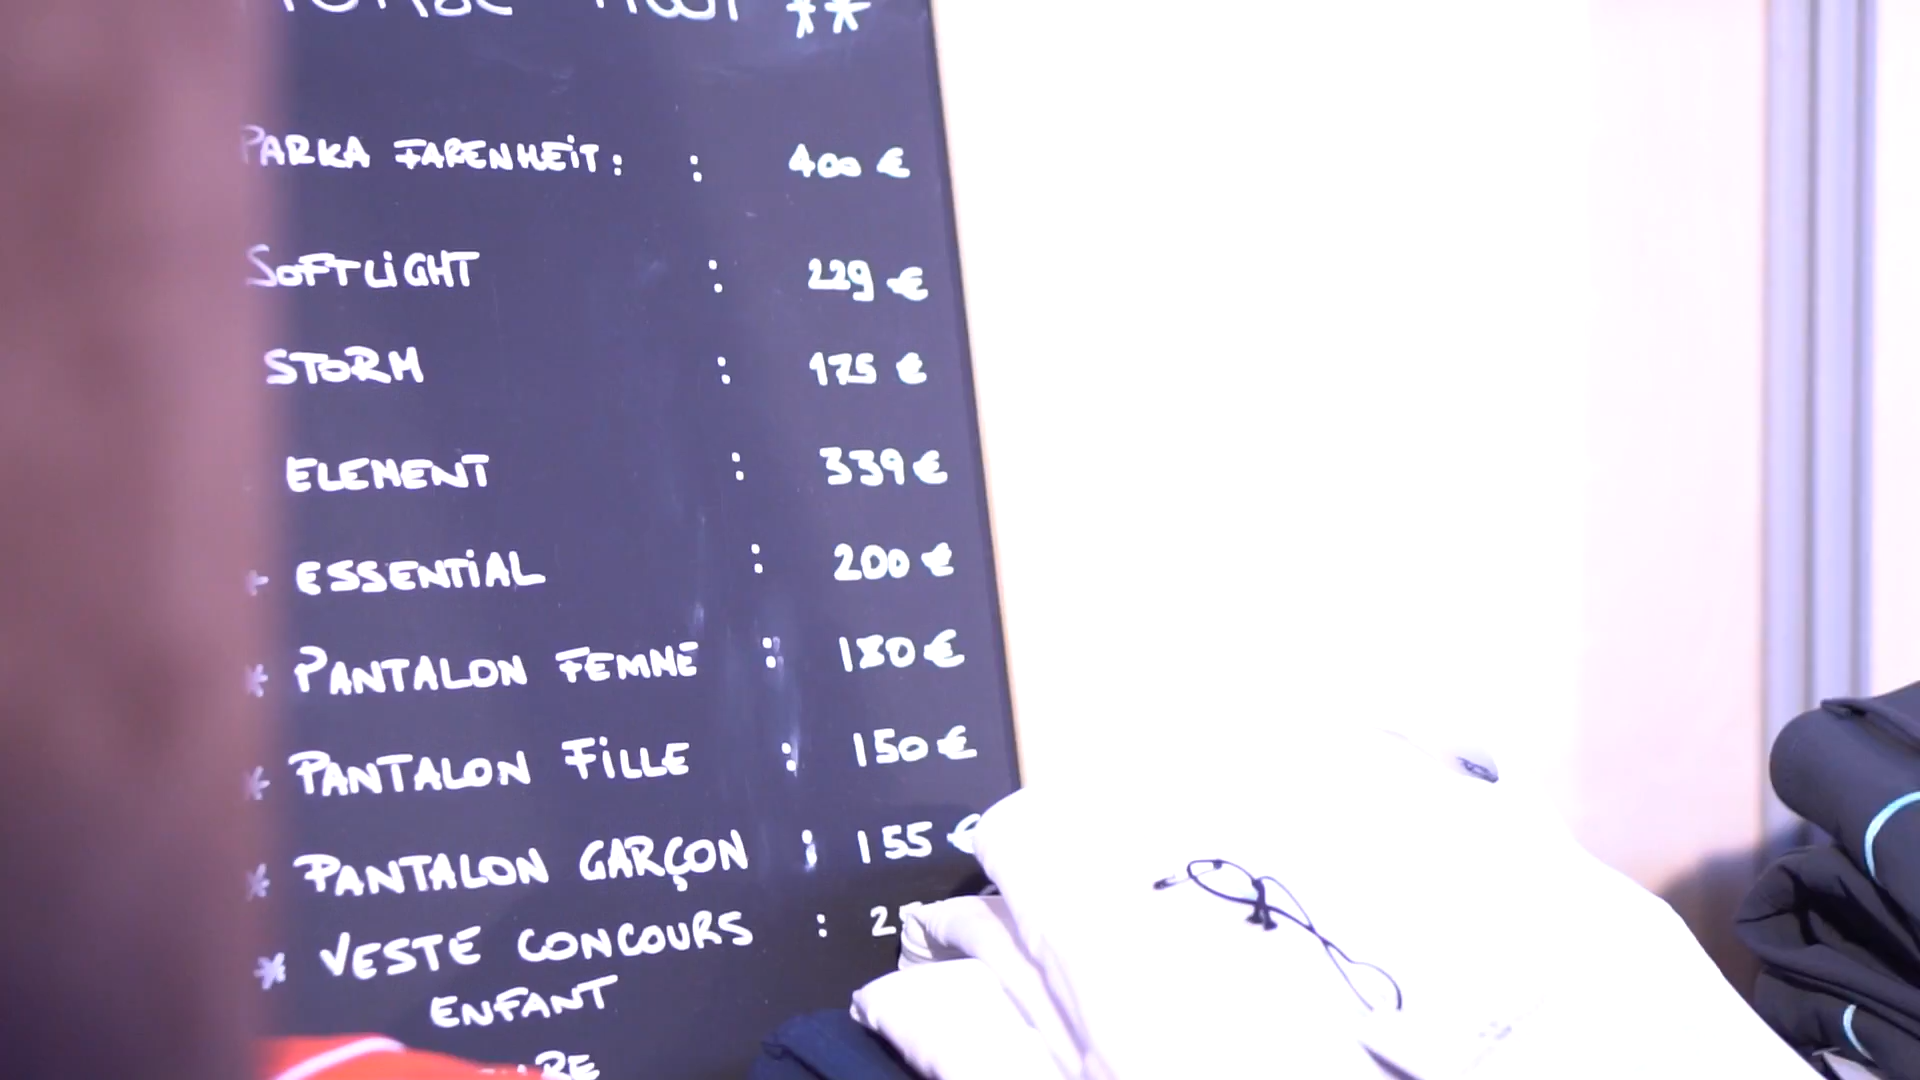 PARKA FARENHEIT : : 400 €
SOFTLIGHT : 229 €
STORM : 175 €
ELEMENT : 339 €
* ESSENTIAL : 200 €
* PANTALON FEMME : 180 €
* PANTALON FILLE : 150 €
* PANTALON GARÇON : 155 €
* VESTE CONCOURS :
ENFANT